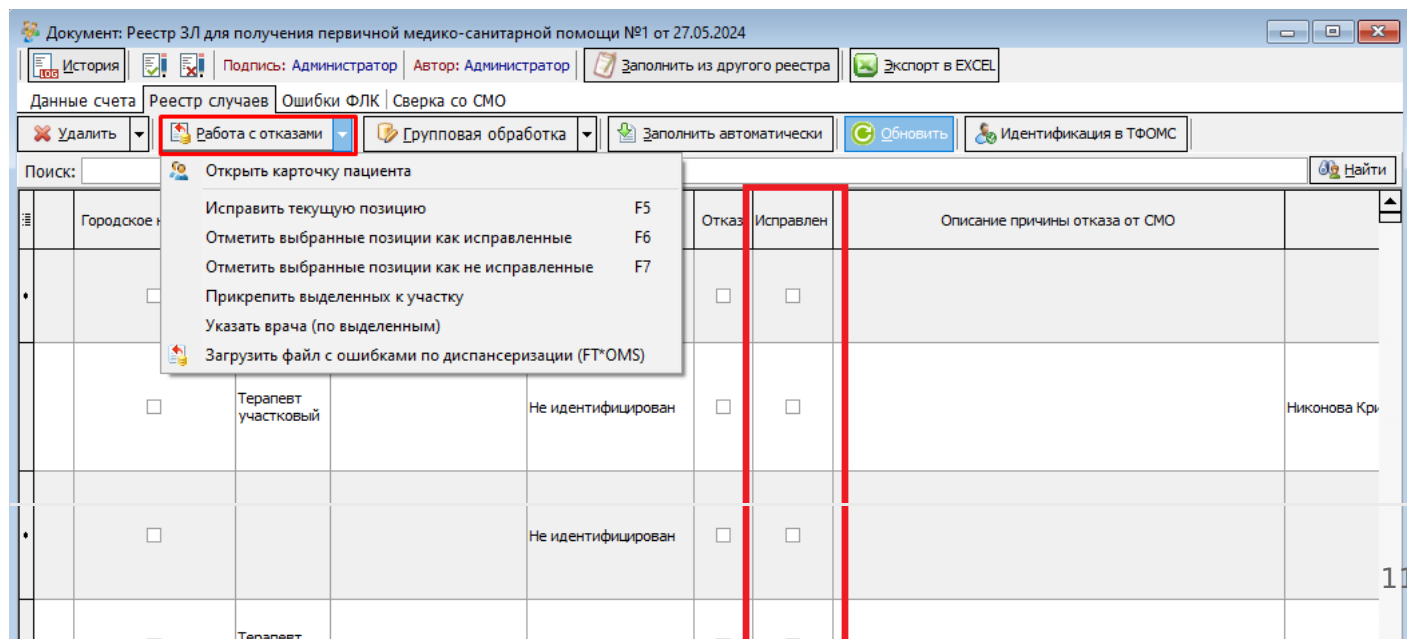 Документ: Реестр ЗЛ для получения первичной медико-санитарной помощи №1 от 27.05.2024
LOG История Подпись: Администратор Автор: Администратор Заполнить из другого реестра Экспорт в EXCEL
Данные счета Реестр случаев Ошибки ФЛК Сверка со СМО
Удалить Работа с отказами Групповая обработка Заполнить автоматически Обновить Идентификация в ТФОМС
Поиск: Найти
Открыть карточку пациента
Исправить текущую позицию F5
Отметить выбранные позиции как исправленные F6
Отметить выбранные позиции как не исправленные F7
Прикрепить выделенных к участку
Указать врача (по выделенным)
Загрузить файл с ошибками по диспансеризации (FT*OMS)
Городское Отказ Исправлен Описание причины отказа от СМО
Терапевт
участковый
Не идентифицирован
Никонова Кри
Не идентифицирован
11
Терапевт